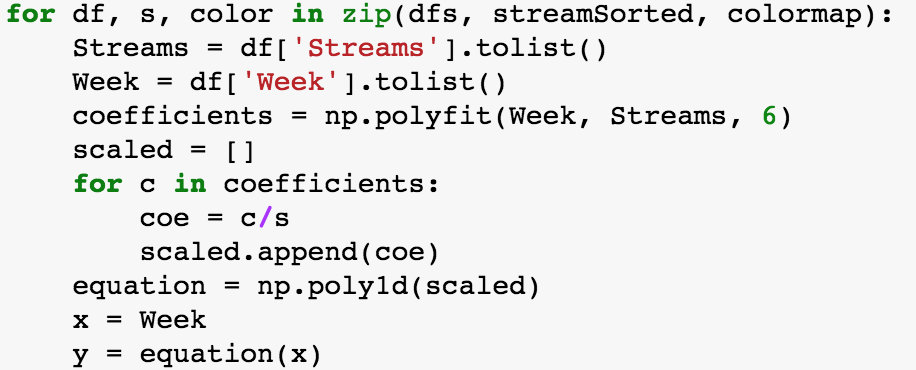 for df, s, color in zip(dfs, streamSorted, colormap):
    Streams = df['Streams'].tolist()
    Week = df['Week'].tolist()
    coefficients = np.polyfit(Week, Streams, 6)
    scaled = []
    for c in coefficients:
        coe = c/s
        scaled.append(coe)
    equation = np.poly1d(scaled)
    x = Week
    y = equation(x)